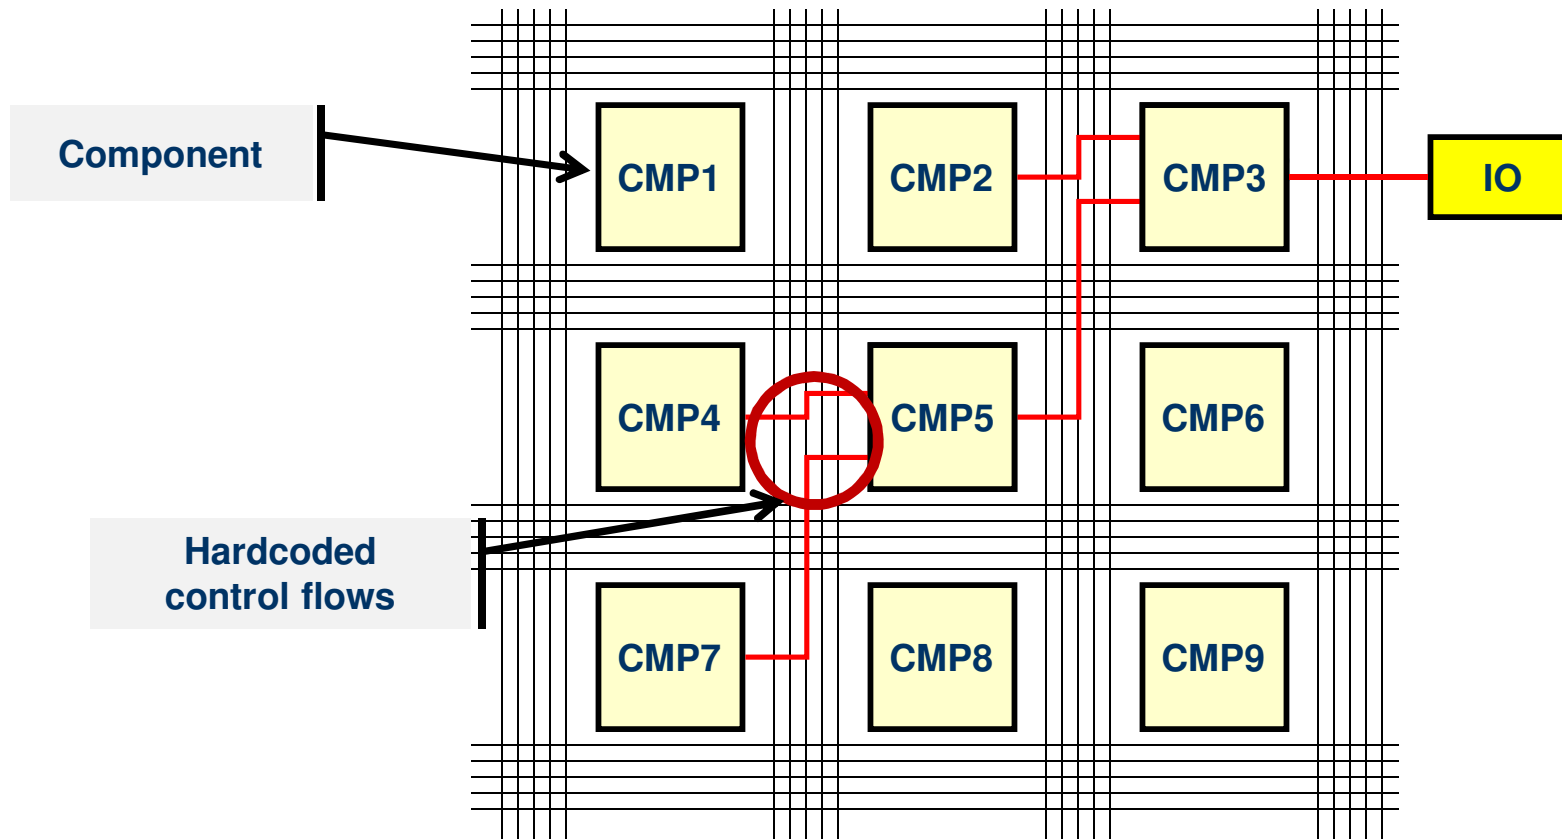 Component
CMP1
CMP2
CMP3
IO
CMP4
CMP5
CMP6
Hardcoded
control flows
CMP7
CMP8
CMP9